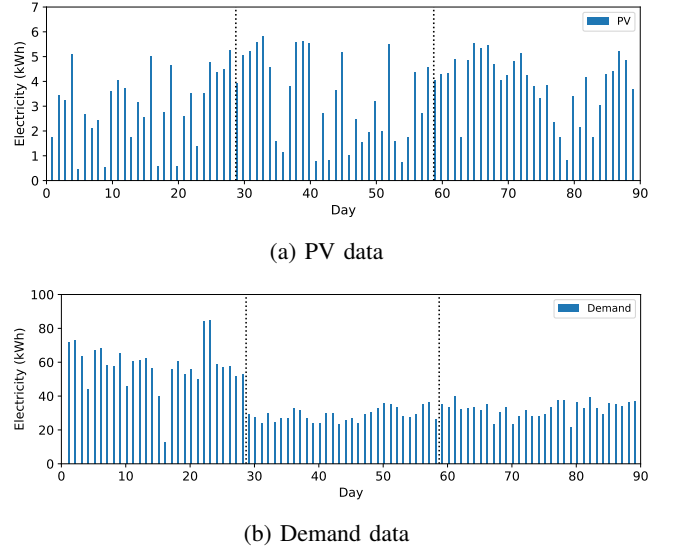 7
6
5
4
3
2
1
0
Electricity (kWh)
PV
0 10 20 30 40 50 60 70 80 90
Day
(a) PV data
100
80
60
40
20
0
Electricity (kWh)
Demand
0 10 20 30 40 50 60 70 80 90
Day
(b) Demand data